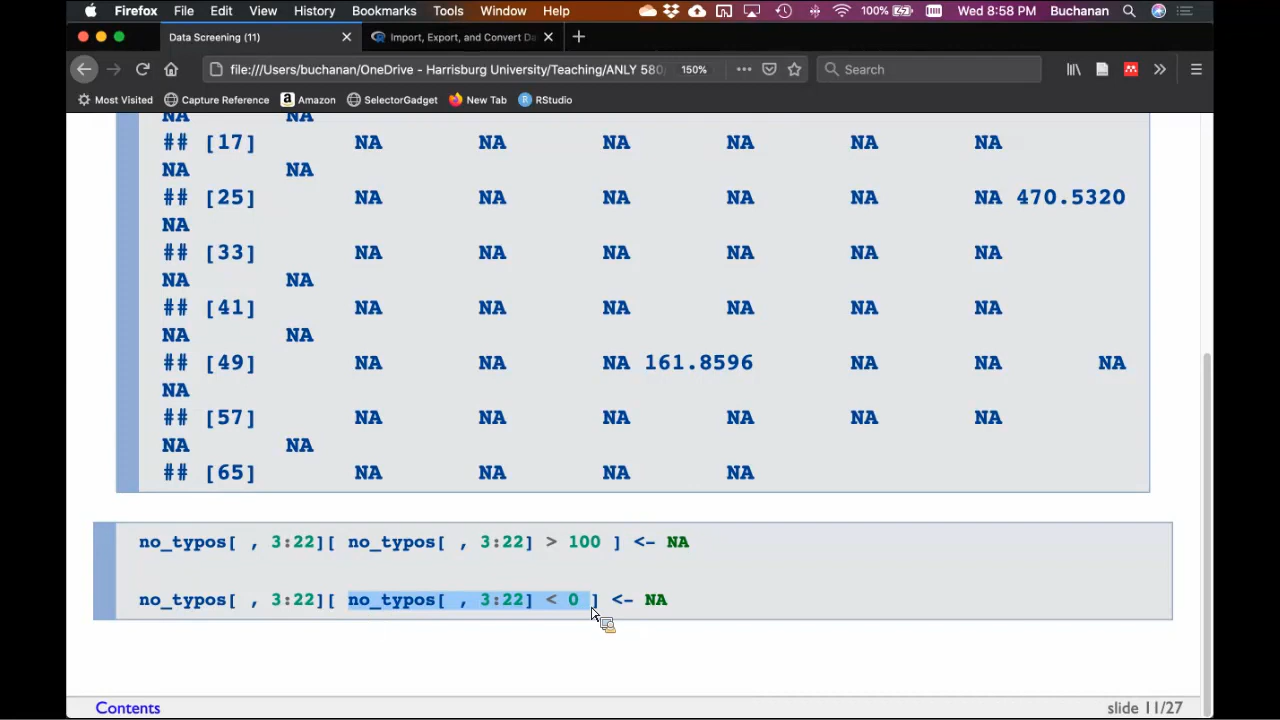 Firefox File Edit View History Bookmarks Tools Window Help 100% Wed 8:58 PM Buchanan
Data Screening (11) Import, Export, and Convert Da
file:///Users/buchanan/OneDrive - Harrisburg University/Teaching/ANLY 580 150% Search
Most Visited Capture Reference Amazon SelectorGadget New Tab RStudio
NA NA
## [17] NA NA NA NA NA NA
NA NA
## [25] NA NA NA NA NA NA 470.5320
NA
## [33] NA NA NA NA NA NA
NA NA
## [41] NA NA NA NA NA NA
NA NA
## [49] NA NA NA 161.8596 NA NA NA
NA
## [57] NA NA NA NA NA NA
NA NA
## [65] NA NA NA NA
no_typos[ , 3:22][ no_typos[ , 3:22] > 100 ] <- NA
no_typos[ , 3:22][ no_typos[ , 3:22] < 0 ] <- NA
Contents slide 11/27